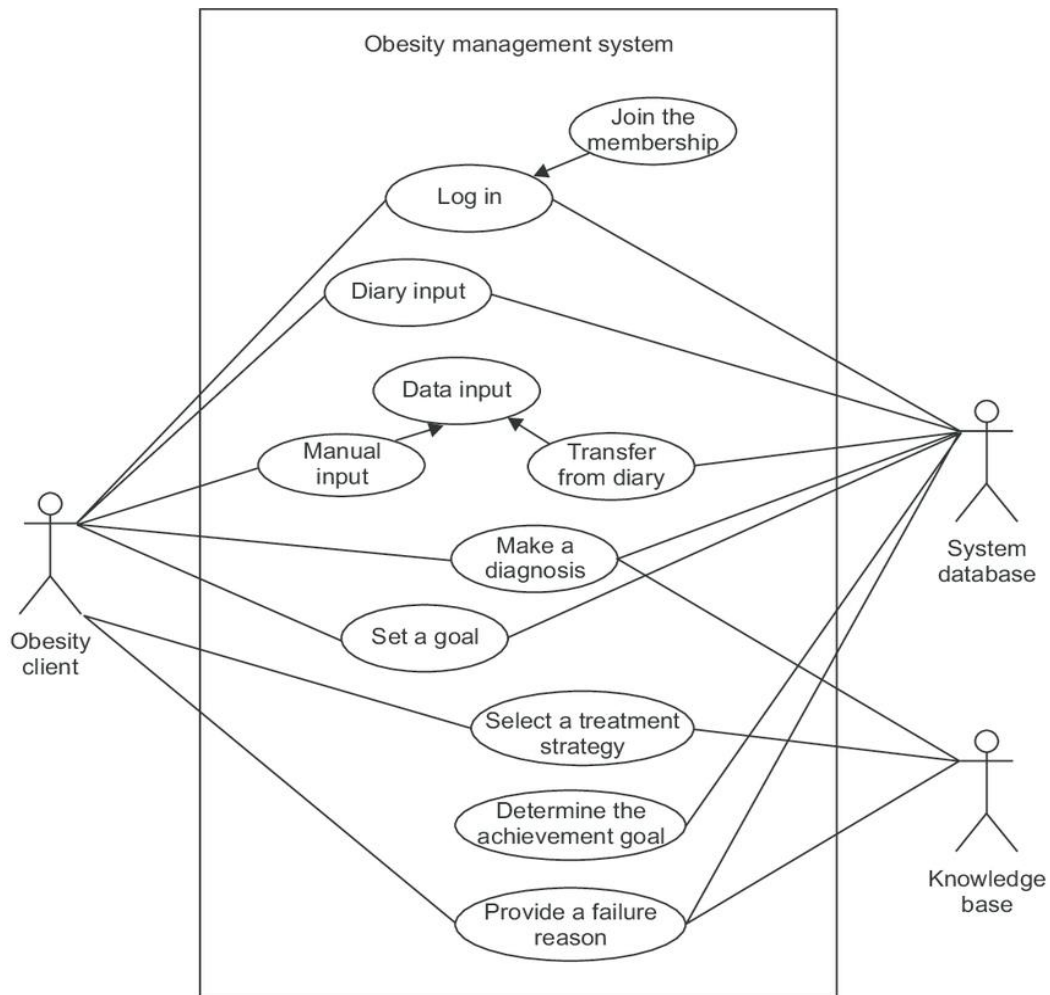 Obesity management system
Join the
membership
Log in
Diary input
Data input
Manual
input
Transfer
from diary
Make a
diagnosis
System
database
Set a goal
Obesity
client
Select a treatment
strategy
Determine the
achievement goal
Knowledge
base
Provide a failure
reason